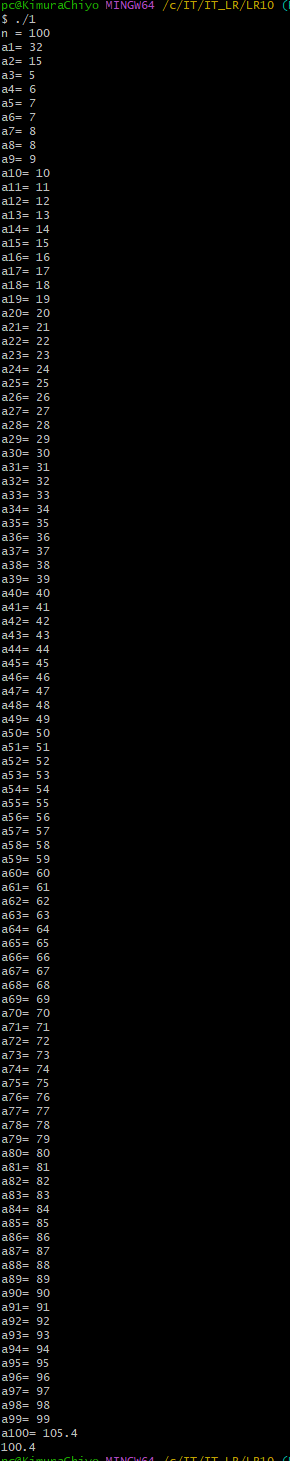 pc@KimuraChiyo MINGW64 /c/IT/IT_LR/LR10 (
$ ./1
n = 100
a1= 32
a2= 15
a3= 5
a4= 6
a5= 7
a6= 7
a7= 8
a8= 8
a9= 9
a10= 10
a11= 11
a12= 12
a13= 13
a14= 14
a15= 15
a16= 16
a17= 17
a18= 18
a19= 19
a20= 20
a21= 21
a22= 22
a23= 23
a24= 24
a25= 25
a26= 26
a27= 27
a28= 28
a29= 29
a30= 30
a31= 31
a32= 32
a33= 33
a34= 34
a35= 35
a36= 36
a37= 37
a38= 38
a39= 39
a40= 40
a41= 41
a42= 42
a43= 43
a44= 44
a45= 45
a46= 46
a47= 47
a48= 48
a49= 49
a50= 50
a51= 51
a52= 52
a53= 53
a54= 54
a55= 55
a56= 56
a57= 57
a58= 58
a59= 59
a60= 60
a61= 61
a62= 62
a63= 63
a64= 64
a65= 65
a66= 66
a67= 67
a68= 68
a69= 69
a70= 70
a71= 71
a72= 72
a73= 73
a74= 74
a75= 75
a76= 76
a77= 77
a78= 78
a79= 79
a80= 80
a81= 81
a82= 82
a83= 83
a84= 84
a85= 85
a86= 86
a87= 87
a88= 88
a89= 89
a90= 90
a91= 91
a92= 92
a93= 93
a94= 94
a95= 95
a96= 96
a97= 97
a98= 98
a99= 99
a100= 105.4
100.4
pc@KimuraChiyo MINGW64 /c/IT/IT_LR/LR10 (